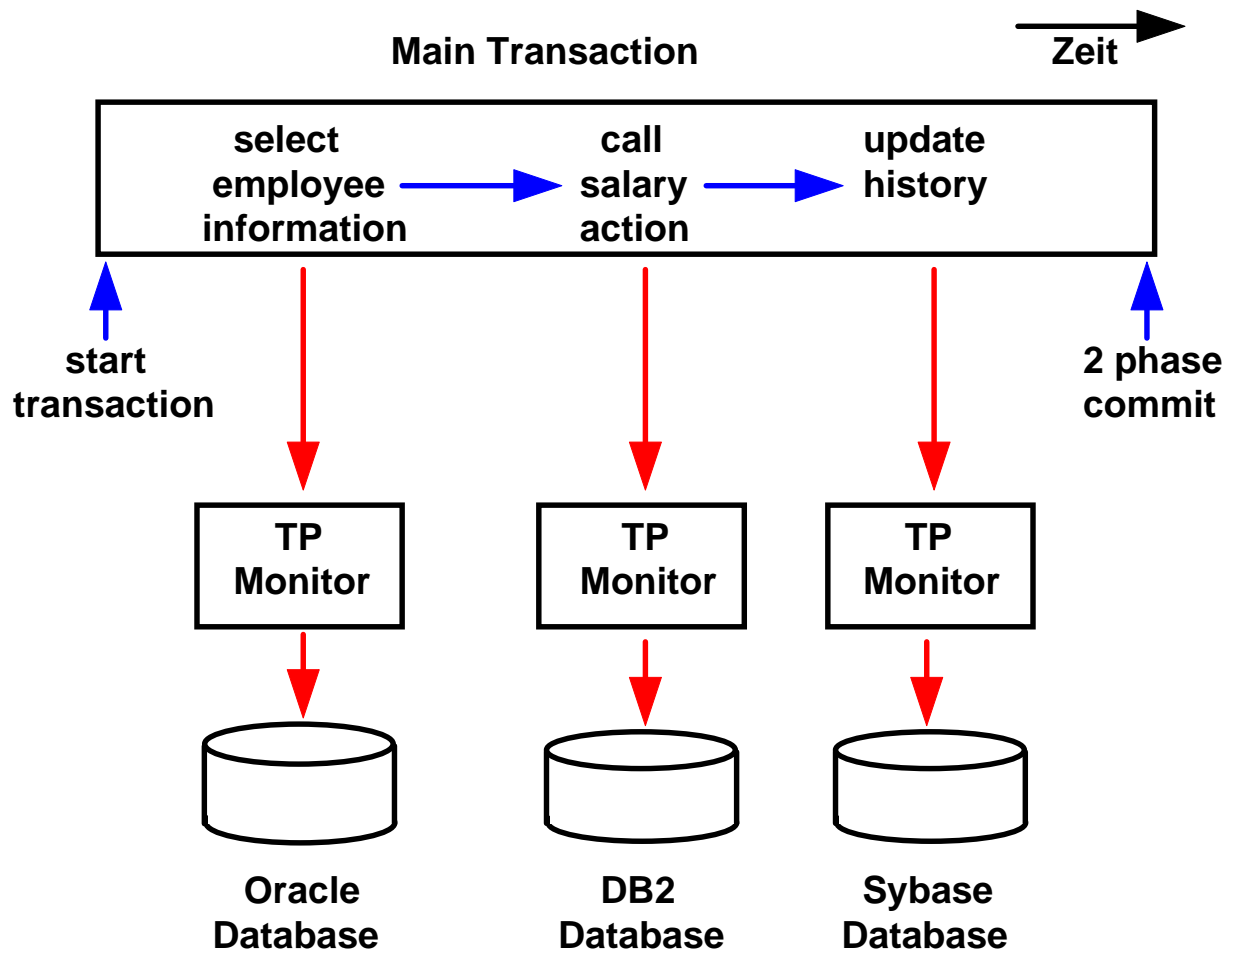 Main Transaction
Zeit
select
employee
information
call
salary
action
update
history
start
transaction
2 phase
commit
TP
Monitor
TP
Monitor
TP
Monitor
Oracle
Database
DB2
Database
Sybase
Database